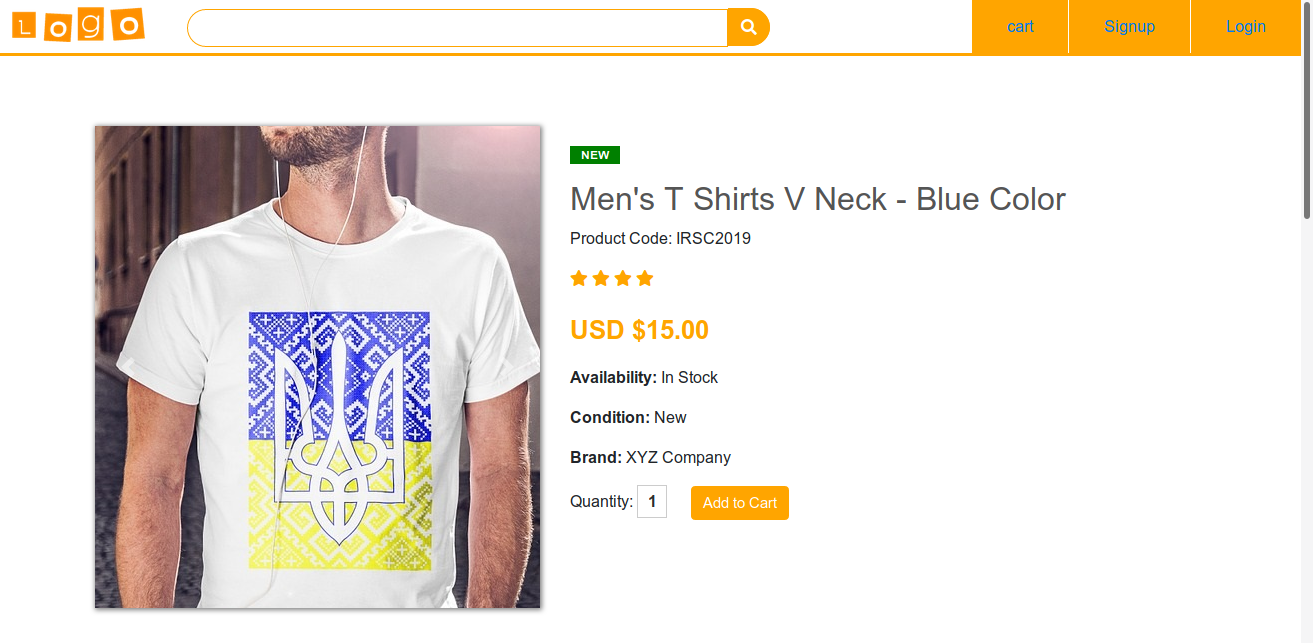 Logo
cart
Signup
Login
NEW
Men's T Shirts V Neck - Blue Color
Product Code: IRSC2019
USD $15.00
Availability: In Stock
Condition: New
Brand: XYZ Company
Quantity: 1
Add to Cart